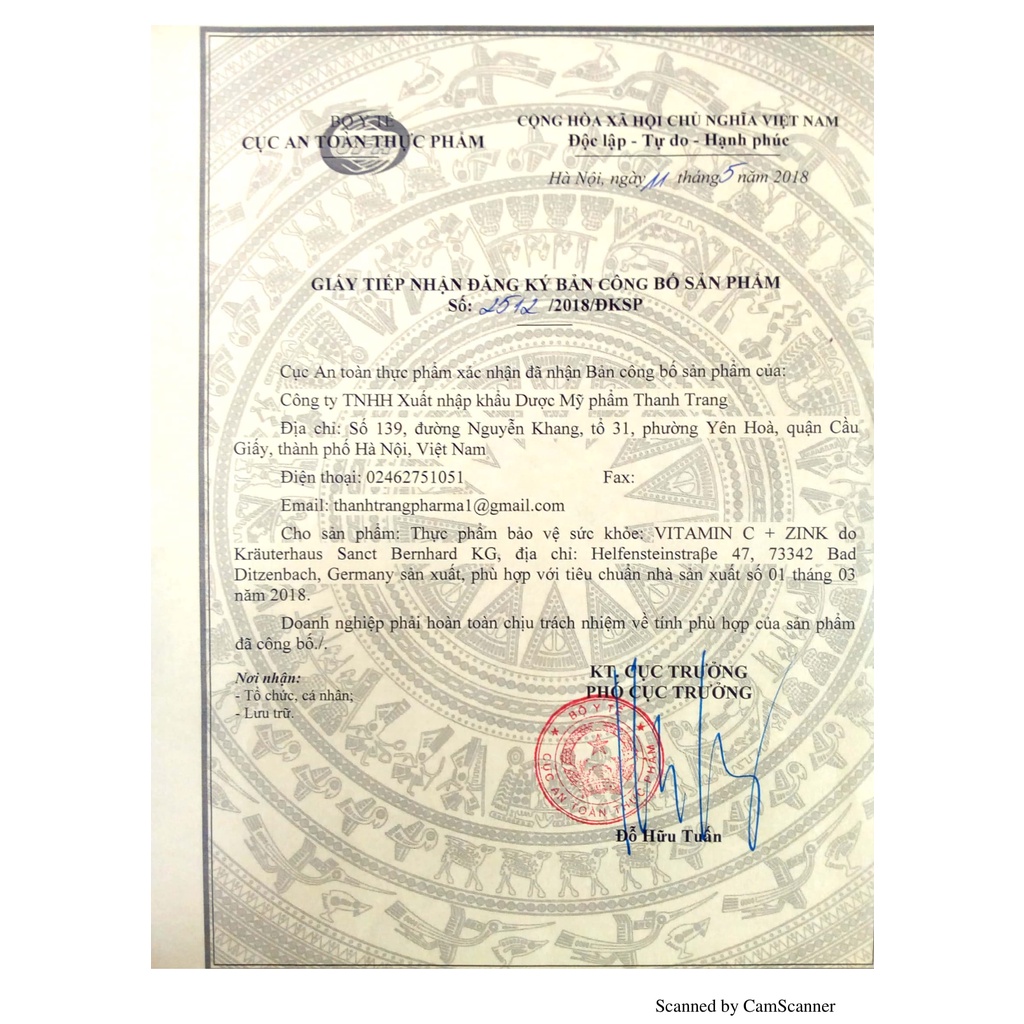 BỘ Y TẾ
CỤC AN TOÀN THỰC PHẨM
CỘNG HÒA XÃ HỘI CHỦ NGHĨA VIỆT NAM
Độc lập - Tự do - Hạnh phúc
Hà Nội, ngày 11 tháng 5 năm 2018
GIẤY TIẾP NHẬN ĐĂNG KÝ BẢN CÔNG BỐ SẢN PHẨM
Số: 2512 /2018/ĐKSP
Cục An toàn thực phẩm xác nhận đã nhận Bản công bố sản phẩm của:
Công ty TNHH Xuất nhập khẩu Dược Mỹ phẩm Thanh Trang
Địa chỉ: Số 139, đường Nguyễn Khang, tổ 31, phường Yên Hoà, quận Cầu
Giấy, thành phố Hà Nội, Việt Nam
Điện thoại: 02462751051 Fax:
Email: thanhtrangpharma1@gmail.com
Cho sản phẩm: Thực phẩm bảo vệ sức khỏe: VITAMIN C + ZINK do
Kräuterhaus Sanct Bernhard KG, địa chỉ: Helfensteinstraße 47, 73342 Bad
Ditzenbach, Germany sản xuất, phù hợp với tiêu chuẩn nhà sản xuất số 01 tháng 03
năm 2018.
Doanh nghiệp phải hoàn toàn chịu trách nhiệm về tính phù hợp của sản phẩm
đã công bố./.
Nơi nhận:
- Tổ chức, cá nhân;
- Lưu trữ.
KT. CỤC TRƯỞNG
PHÓ CỤC TRƯỞNG
BỘ Y TẾ
CỤC AN TOÀN THỰC PHẨM
Đỗ Hữu Tuấn
Scanned by CamScanner